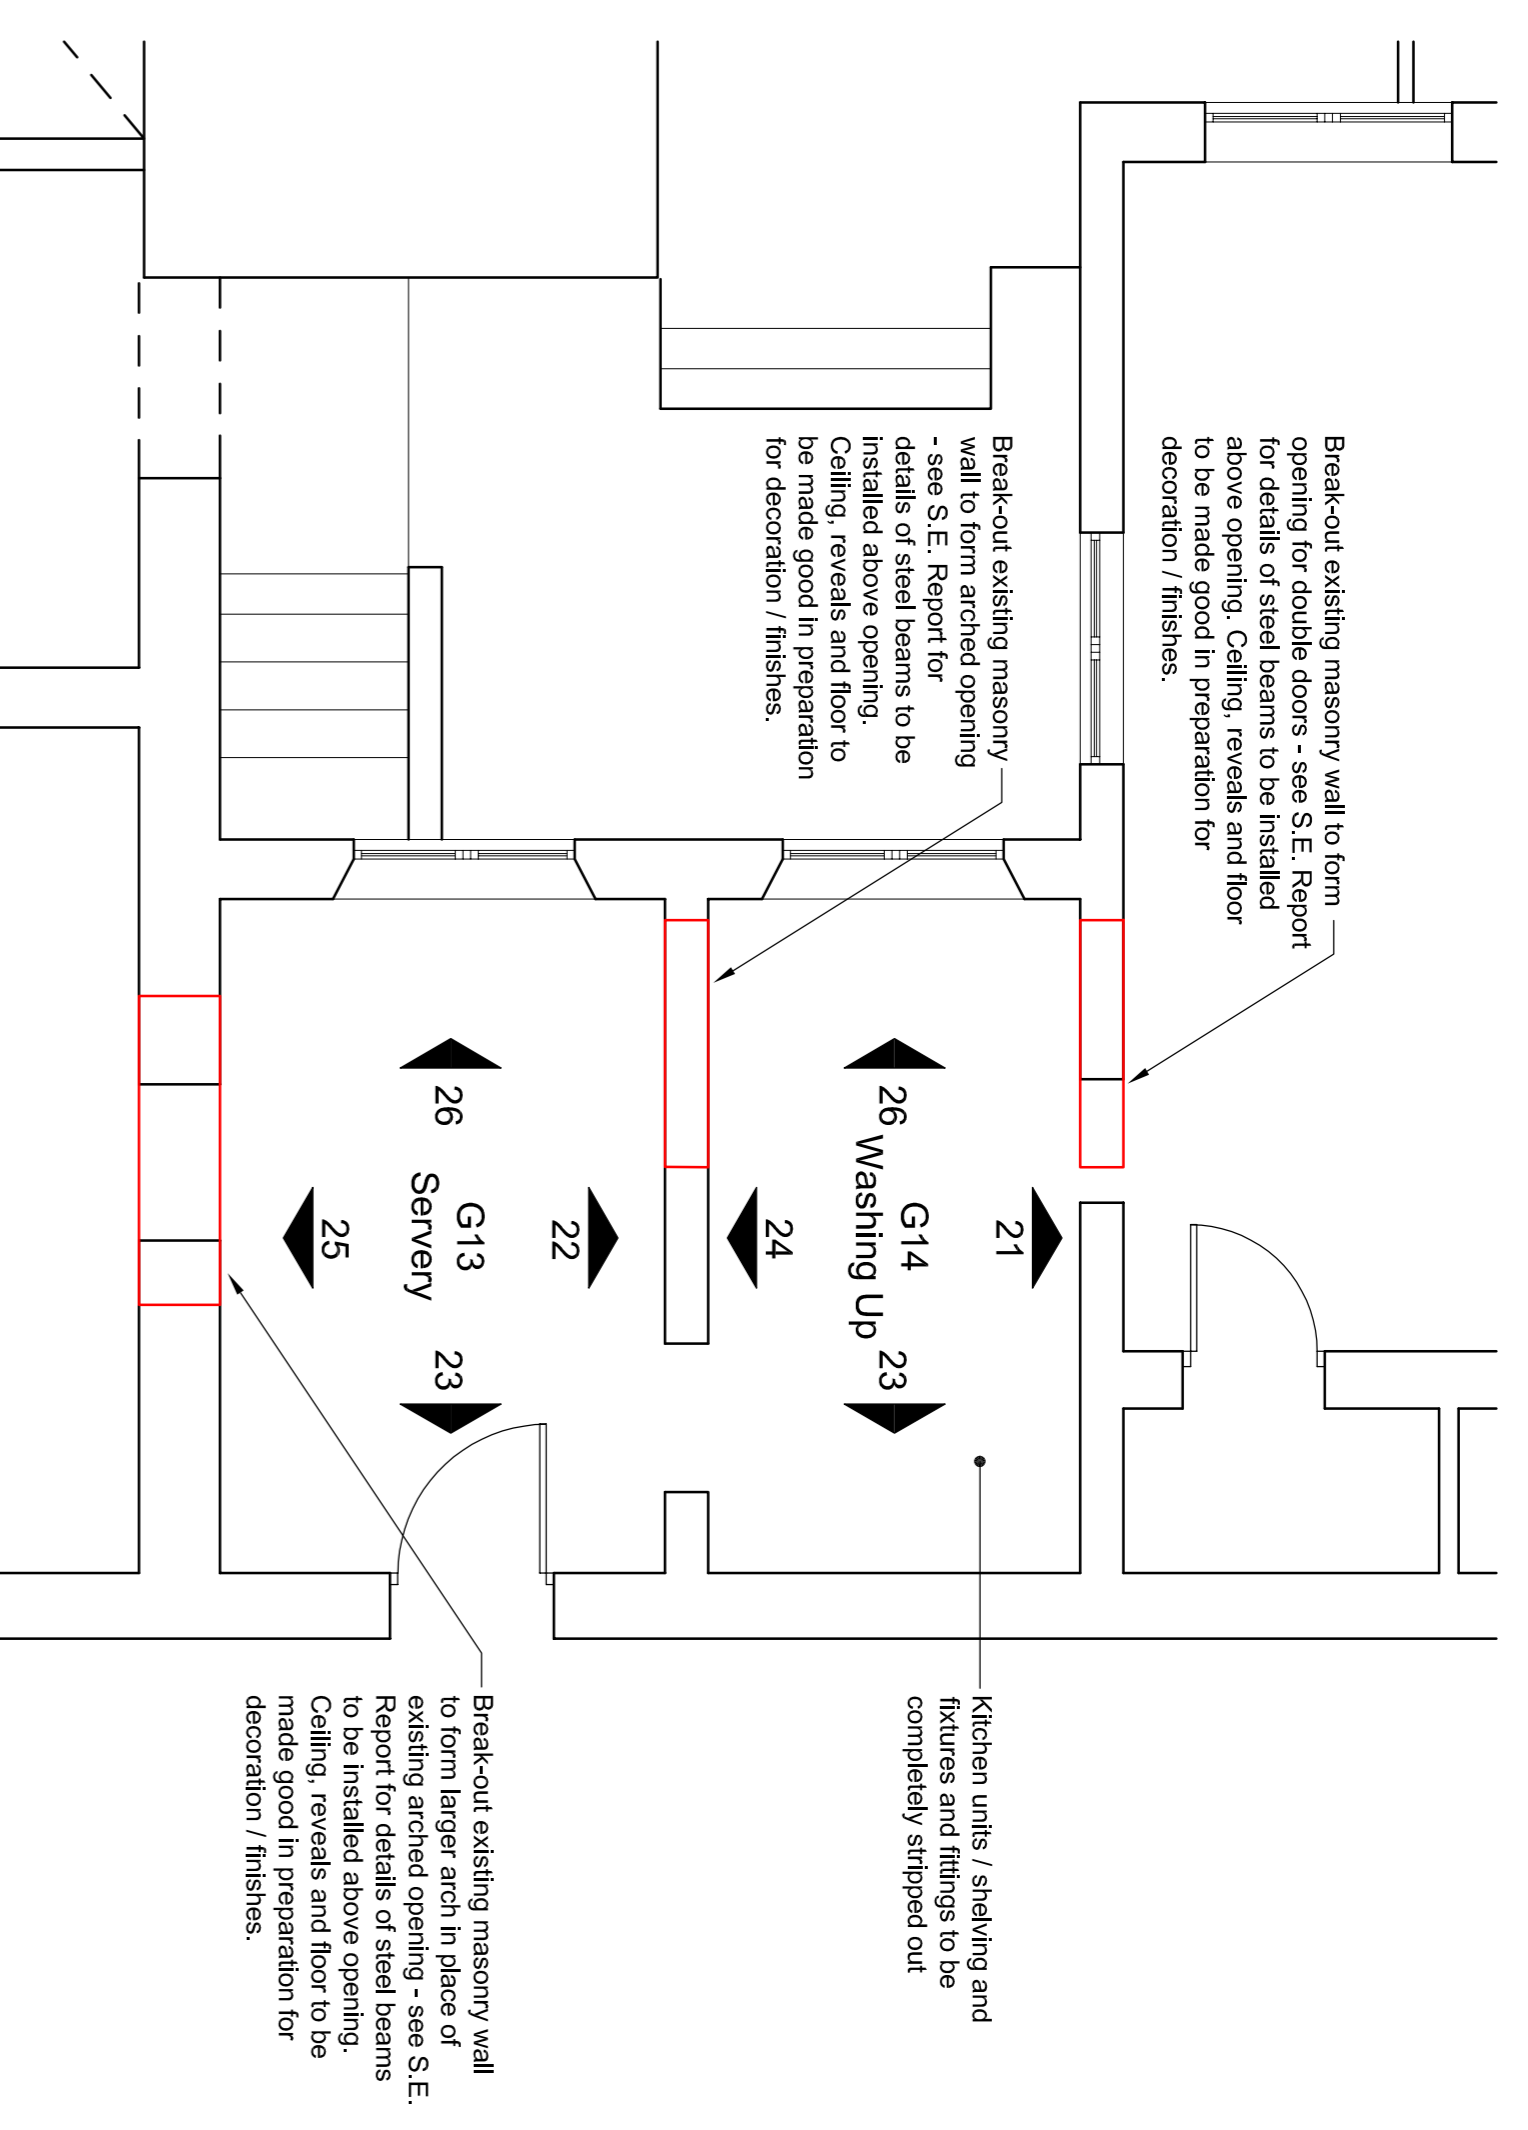 Break-out existing masonry wall to form
opening for double doors - see S.E. Report
for details of steel beams to be installed
above opening. Ceiling, reveals and floor
to be made good in preparation for
decoration / finishes.
Break-out existing masonry
wall to form arched opening
- see S.E. Report for
details of steel beams to be
installed above opening.
Ceiling, reveals and floor to
be made good in preparation
for decoration / finishes.
21
G14
26
23
Washing Up
24
22
G13
26
23
Servery
25
Kitchen units / shelving and
fixtures and fittings to be
completely stripped out
Break-out existing masonry wall
to form larger arch in place of
existing arched opening - see S.E.
Report for details of steel beams
to be installed above opening.
Ceiling, reveals and floor to be
made good in preparation for
decoration / finishes.